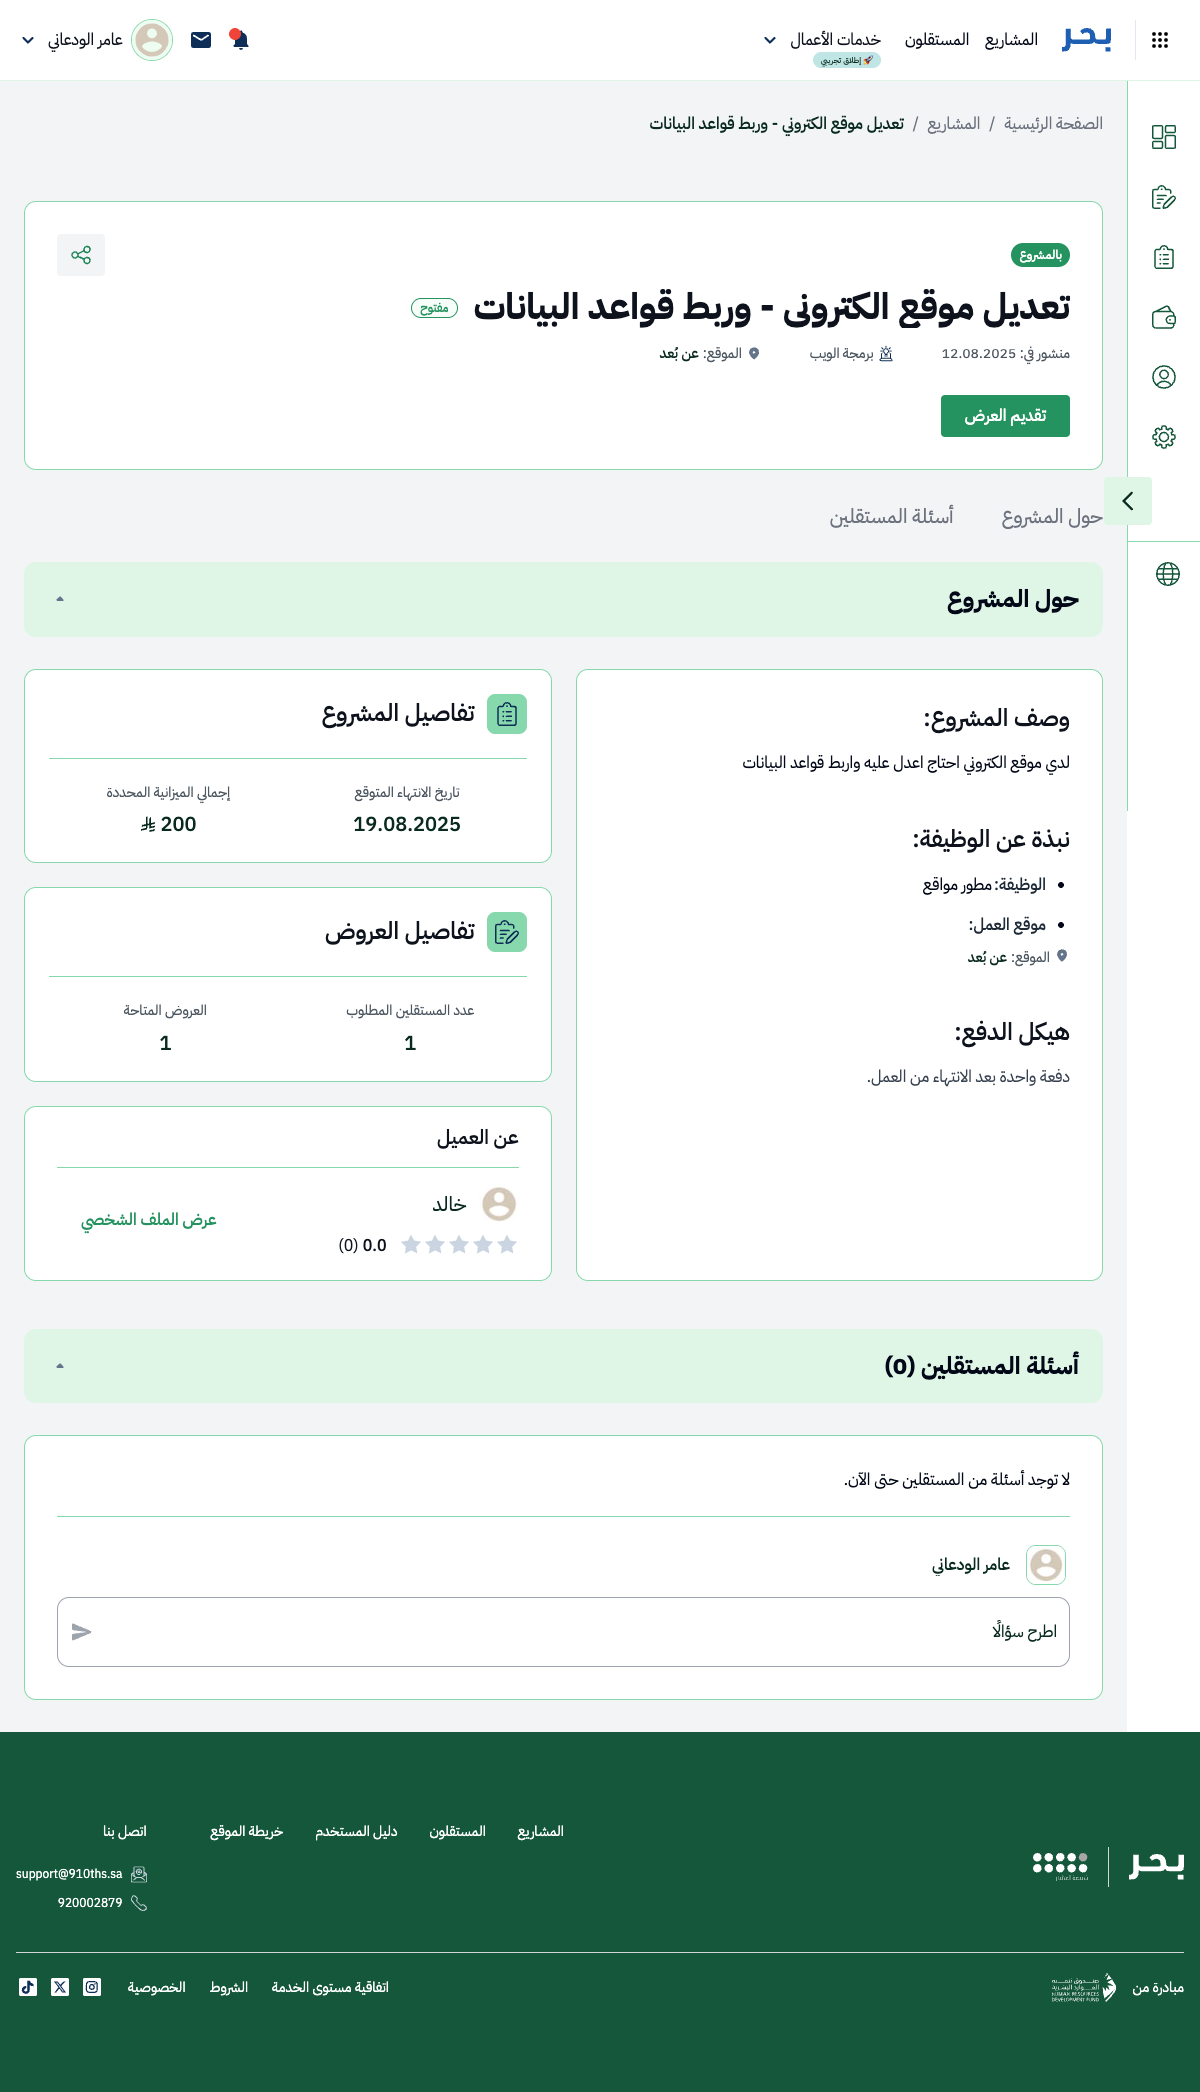 بحر
المشاريع
المستقلون
خدمات الأعمال
🚀 إطلاق تجريبي
عامر الودعاني
الصفحة الرئيسية / المشاريع / تعديل موقع الكتروني - وربط قواعد البيانات
بالمشروع
تعديل موقع الكتروني - وربط قواعد البيانات
مفتوح
منشور في: 12.08.2025
برمجة الويب
الموقع: عن بُعد
تقديم العرض
حول المشروع
أسئلة المستقلين
حول المشروع
وصف المشروع:
لدي موقع الكتروني احتاج اعدل عليه واربط قواعد البيانات
نبذة عن الوظيفة:
• الوظيفة: مطور مواقع
• موقع العمل:
الموقع: عن بُعد
هيكل الدفع:
دفعة واحدة بعد الانتهاء من العمل.
تفاصيل المشروع
تاريخ الانتهاء المتوقع
19.08.2025
إجمالي الميزانية المحددة
200
تفاصيل العروض
عدد المستقلين المطلوب
1
العروض المتاحة
1
عن العميل
خالد
0.0 (0)
عرض الملف الشخصي
أسئلة المستقلين (0)
لا توجد أسئلة من المستقلين حتى الآن.
عامر الودعاني
اطرح سؤالًا
بحر
المشاريع
المستقلون
دليل المستخدم
خريطة الموقع
اتصل بنا
support@910ths.sa
920002879
مبادرة من
اتفاقية مستوى الخدمة
الشروط
الخصوصية